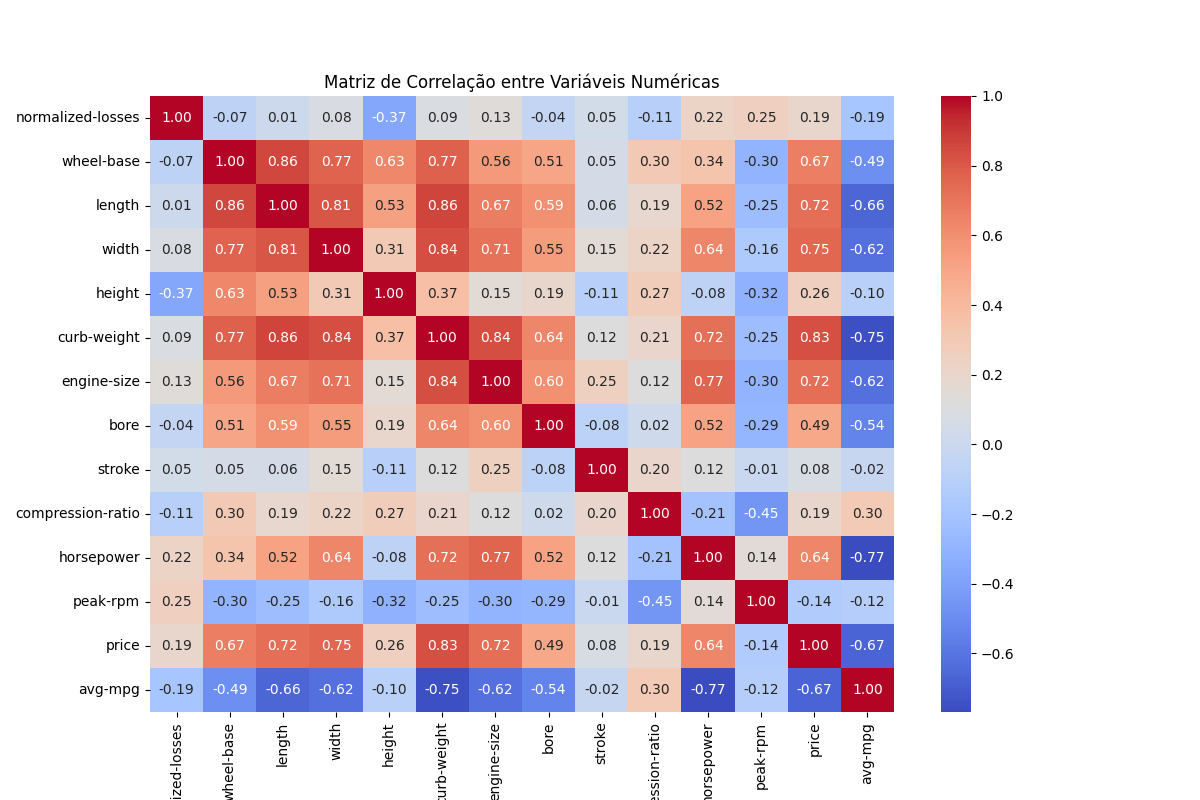 Matriz de Correlação entre Variáveis Numéricas
normalized-losses 1.00 -0.07 0.01 0.08 -0.37 0.09 0.13 -0.04 0.05 -0.11 0.22 0.25 0.19 -0.19
wheel-base -0.07 1.00 0.86 0.77 0.63 0.77 0.56 0.51 0.05 0.30 0.34 -0.30 0.67 -0.49
length 0.01 0.86 1.00 0.81 0.53 0.86 0.67 0.59 0.06 0.19 0.52 -0.25 0.72 -0.66
width 0.08 0.77 0.81 1.00 0.31 0.84 0.71 0.55 0.15 0.22 0.64 -0.16 0.75 -0.62
height -0.37 0.63 0.53 0.31 1.00 0.37 0.15 0.19 -0.11 0.27 -0.08 -0.32 0.26 -0.10
curb-weight 0.09 0.77 0.86 0.84 0.37 1.00 0.84 0.64 0.12 0.21 0.72 -0.25 0.83 -0.75
engine-size 0.13 0.56 0.67 0.71 0.15 0.84 1.00 0.60 0.25 0.12 0.77 -0.30 0.72 -0.62
bore -0.04 0.51 0.59 0.55 0.19 0.64 0.60 1.00 -0.08 0.02 0.52 -0.29 0.49 -0.54
stroke 0.05 0.05 0.06 0.15 -0.11 0.12 0.25 -0.08 1.00 0.20 0.12 -0.01 0.08 -0.02
compression-ratio -0.11 0.30 0.19 0.22 0.27 0.21 0.12 0.02 0.20 1.00 -0.21 -0.45 0.19 0.30
horsepower 0.22 0.34 0.52 0.64 -0.08 0.72 0.77 0.52 0.12 -0.21 1.00 0.14 0.64 -0.77
peak-rpm 0.25 -0.30 -0.25 -0.16 -0.32 -0.25 -0.30 -0.29 -0.01 -0.45 0.14 1.00 -0.14 -0.12
price 0.19 0.67 0.72 0.75 0.26 0.83 0.72 0.49 0.08 0.19 0.64 -0.14 1.00 -0.67
avg-mpg -0.19 -0.49 -0.66 -0.62 -0.10 -0.75 -0.62 -0.54 -0.02 0.30 -0.77 -0.12 -0.67 1.00
ized-losses
wheel-base
length
width
height
curb-weight
engine-size
bore
stroke
ession-ratio
horsepower
peak-rpm
price
avg-mpg
1.0
0.8
0.6
0.4
0.2
0.0
−0.2
−0.4
−0.6